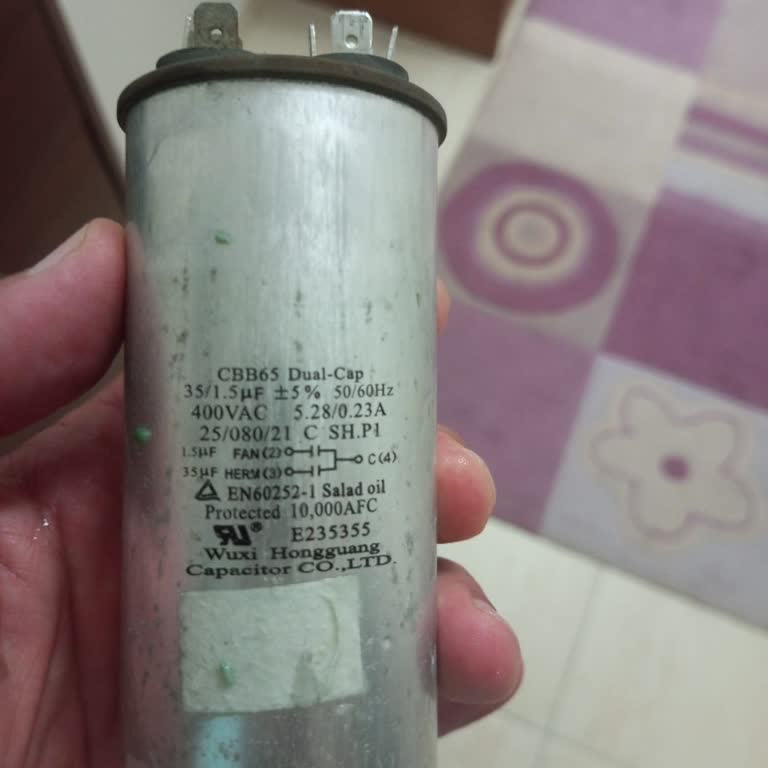 CBB65 Dual-Cap
35/1.5μF ±5% 50/60Hz
400VAC 5.28/0.23A
25/080/21 C SH.P1
1.5μF FAN(2) C(4)
35μF HERM(3)
EN60252-1 Salad oil
Protected 10,000AFC
RU® E235355
Wuxi Hongguang
Capacitor CO.,LTD.